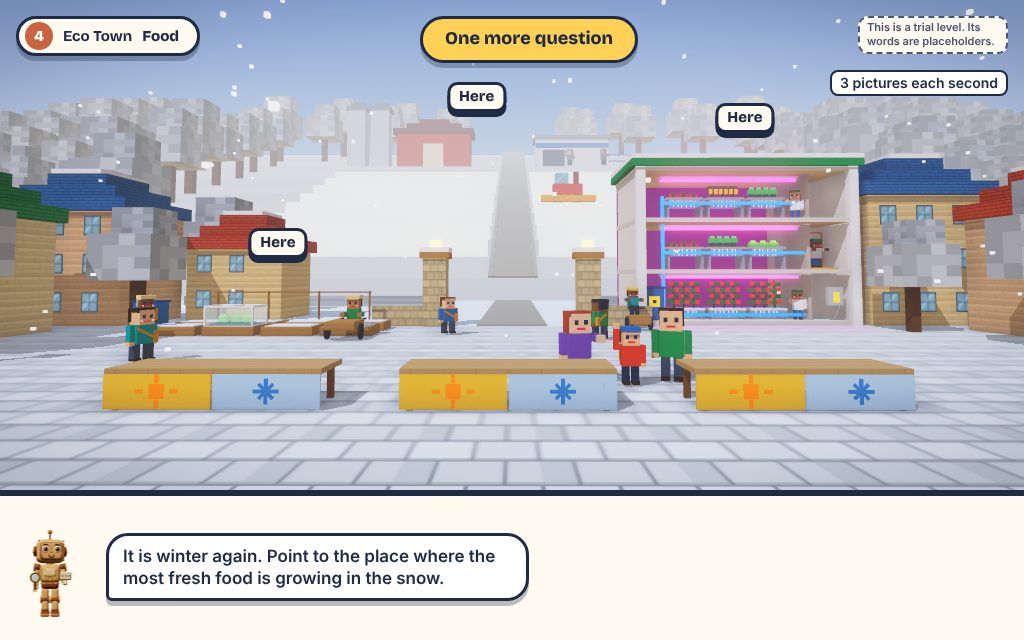 4 Eco Town Food
One more question
This is a trial level. Its
words are placeholders.
3 pictures each second
Here
Here
Here
It is winter again. Point to the place where the
most fresh food is growing in the snow.